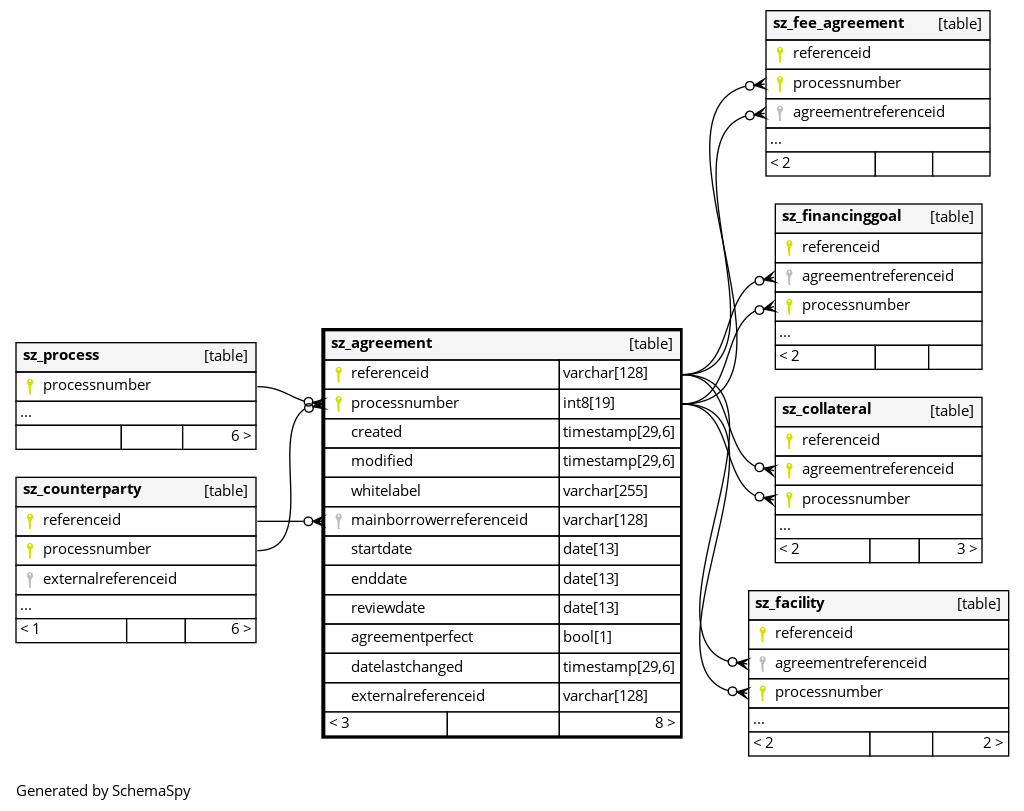 sz_fee_agreement [table]
referenceid
processnumber
agreementreferenceid
...
< 2
sz_financinggoal [table]
referenceid
agreementreferenceid
processnumber
...
< 2
sz_process [table]
processnumber
...
6 >
sz_counterparty [table]
referenceid
processnumber
externalreferenceid
...
< 1 6 >
sz_agreement [table]
referenceid varchar[128]
processnumber int8[19]
created timestamp[29,6]
modified timestamp[29,6]
whitelabel varchar[255]
mainborrowerreferenceid varchar[128]
startdate date[13]
enddate date[13]
reviewdate date[13]
agreementperfect bool[1]
datelastchanged timestamp[29,6]
externalreferenceid varchar[128]
< 3 8 >
sz_collateral [table]
referenceid
agreementreferenceid
processnumber
...
< 2 3 >
sz_facility [table]
referenceid
agreementreferenceid
processnumber
...
< 2 2 >
Generated by SchemaSpy